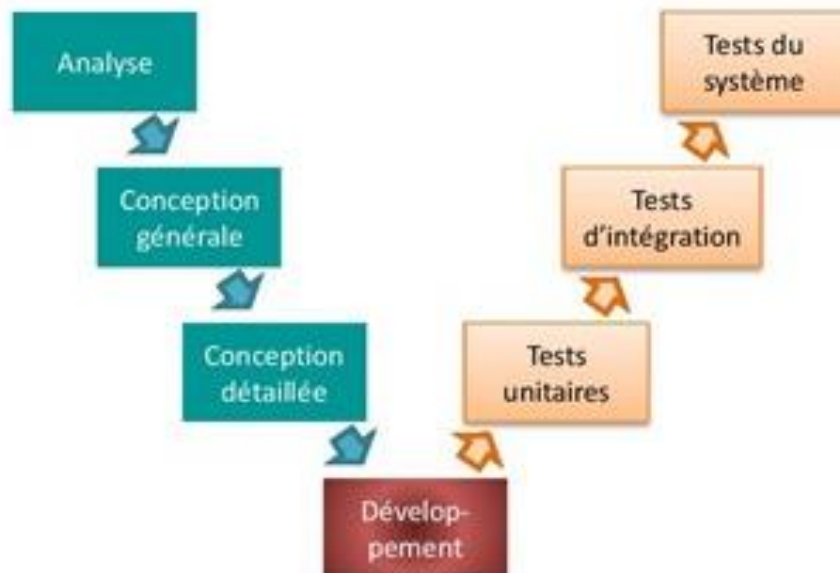 Analyse
Conception
générale
Conception
détaillée
Dévelop-
pement
Tests
unitaires
Tests
d'intégration
Tests du
système